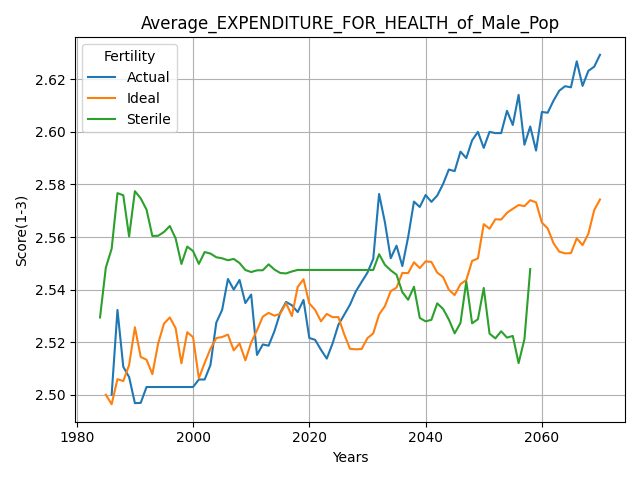 Average_EXPENDITURE_FOR_HEALTH_of_Male_Pop
Fertility
Actual
Ideal
Sterile
2.62
2.60
2.58
2.56
2.54
2.52
2.50
Score(1-3)
1980
2000
2020
2040
2060
Years